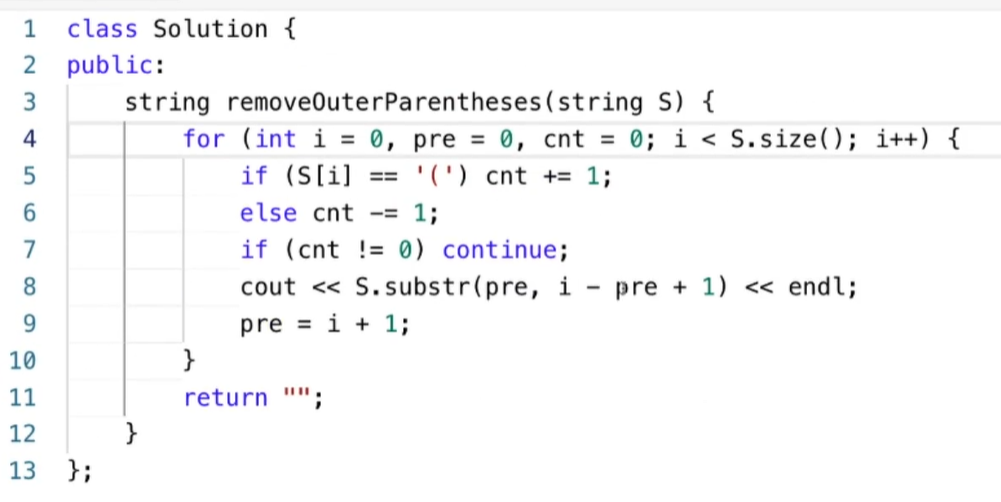 1 class Solution {
2 public:
3     string removeOuterParentheses(string S) {
4         for (int i = 0, pre = 0, cnt = 0; i < S.size(); i++) {
5             if (S[i] == '(') cnt += 1;
6             else cnt -= 1;
7             if (cnt != 0) continue;
8             cout << S.substr(pre, i - pre + 1) << endl;
9             pre = i + 1;
10         }
11         return "";
12     }
13 };